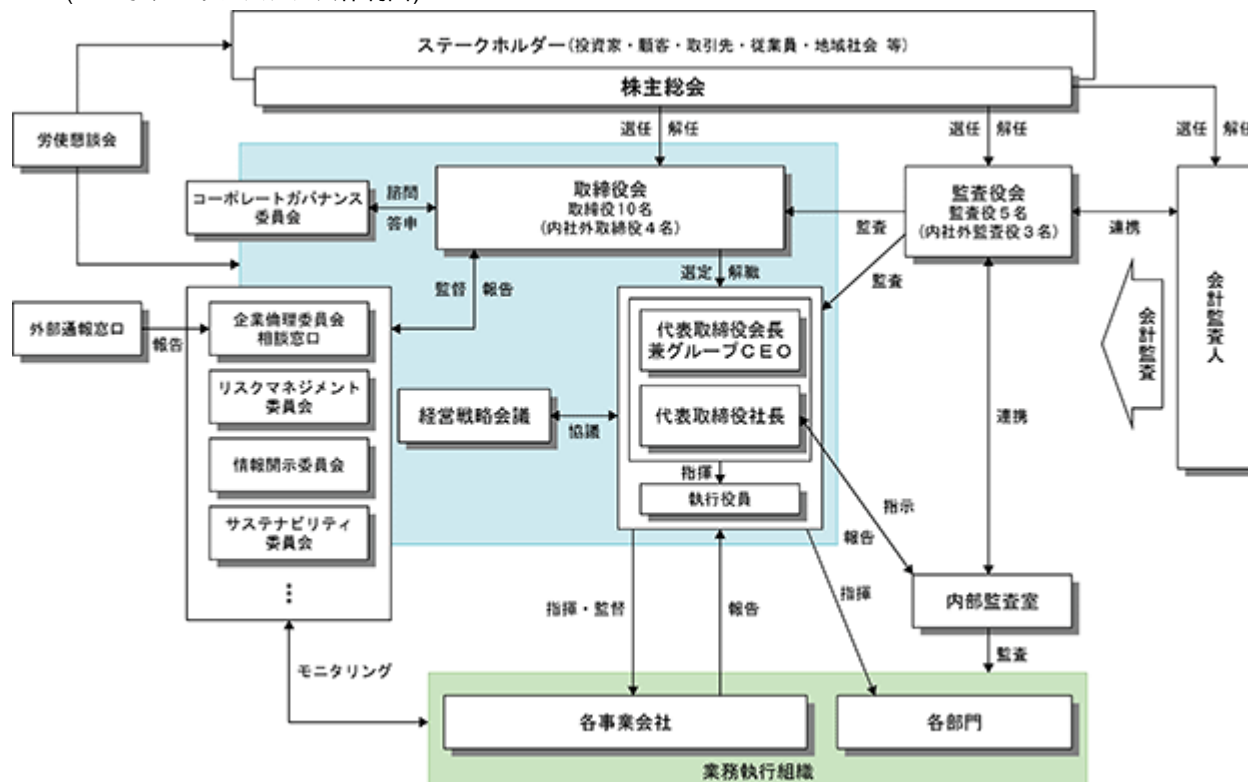 ステークホルダー(投資家・顧客・取引先・従業員・地域社会 等)
株主総会
労使懇談会
選任 解任
選任 解任
選任 解任
コーポレートガバナンス
委員会
諮問
答申
取締役会
取締役10名
(内社外取締役4名)
監査
監査役会
監査役5名
(内社外監査役3名)
連携
会計監査人
会計監査
監督 報告
選定 解職
監査
外部通報窓口
報告
企業倫理委員会
相談窓口
リスクマネジメント
委員会
情報開示委員会
サステナビリティ
委員会
⋮
経営戦略会議
協議
代表取締役会長
兼グループCEO
代表取締役社長
指揮
執行役員
連携
指示
報告
内部監査室
監査
指揮・監督
報告
指揮
モニタリング
各事業会社
各部門
業務執行組織